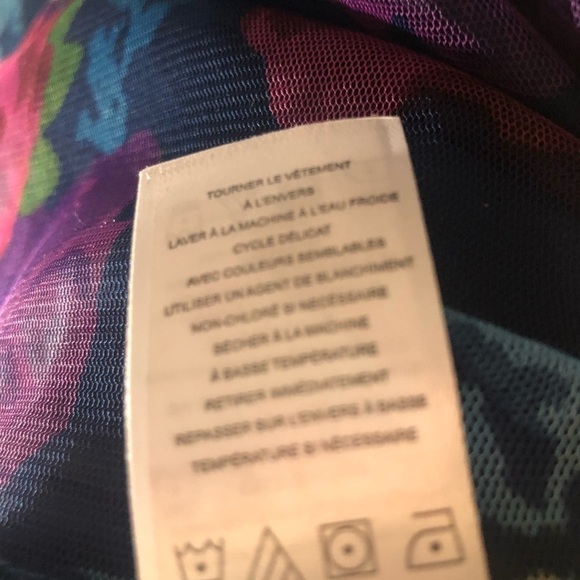 TOURNER LE VÊTEMENT
À L'ENVERS
LAVER À LA MACHINE À L'EAU FROIDE
CYCLE DÉLICAT
AVEC COULEURS SEMBLABLES
UTILISER UN AGENT DE BLANCHIMENT
NON-CHLORÉ SI NÉCESSAIRE
SÉCHER À LA MACHINE
À BASSE TEMPÉRATURE
RETIRER IMMÉDIATEMENT
REPASSER SUR L'ENVERS À BASSE
TEMPÉRATURE SI NÉCESSAIRE